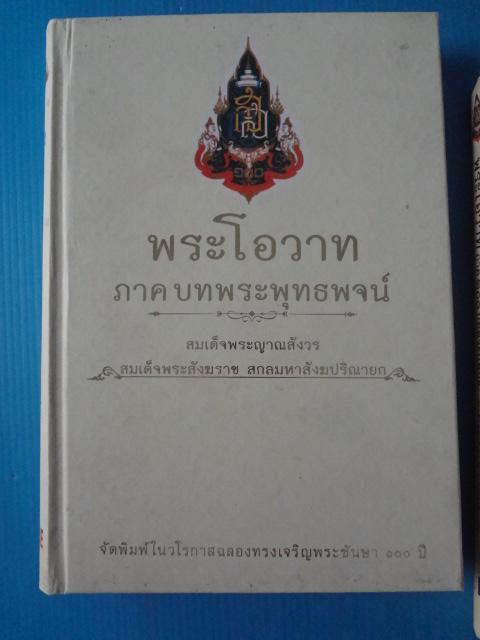 ๑๐๐
พระโอวาท
ภาค บทพระพุทธพจน์
สมเด็จพระญาณสังวร
สมเด็จพระสังฆราช สกลมหาสังฆปริณายก
จัดพิมพ์ในวโรกาสฉลองทรงเจริญพระชันษา ๑๐๐ ปี